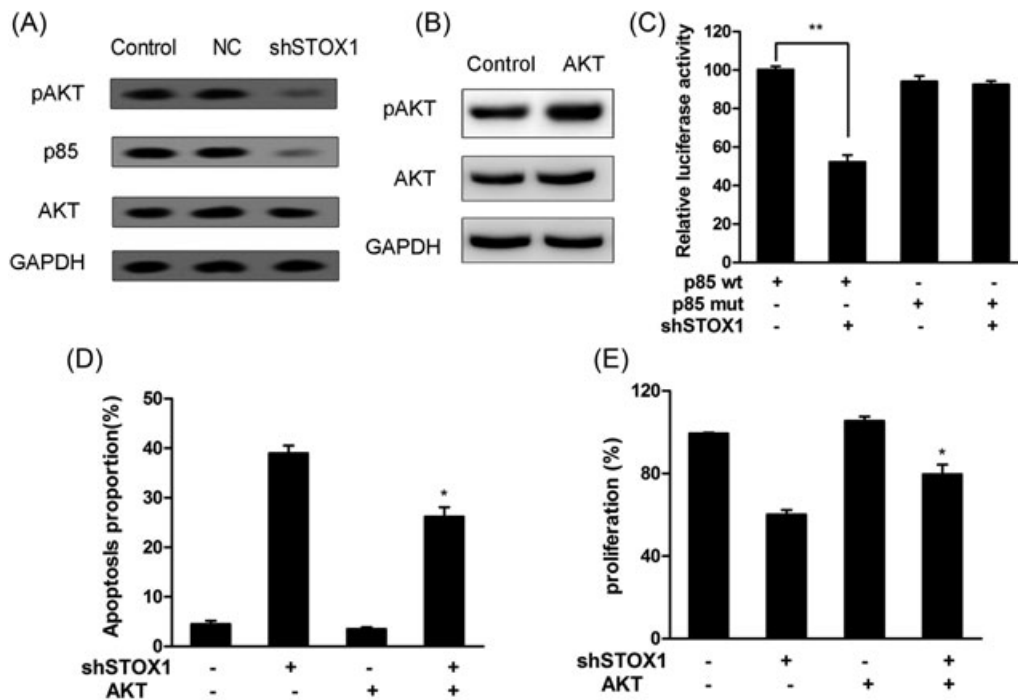 (A)
Control NC shSTOX1
pAKT
p85
AKT
GAPDH
(B)
Control AKT
pAKT
AKT
GAPDH
(C)
Relative luciferase activity
120
100
80
60
40
20
0
**
p85 wt + + - -
p85 mut - - + +
shSTOX1 - + - +
(D)
Apoptosis proportion(%)
50
40
30
20
10
0
*
shSTOX1 - + - +
AKT - - + +
(E)
proliferation (%)
120
80
40
0
*
shSTOX1 - + - +
AKT - - + +